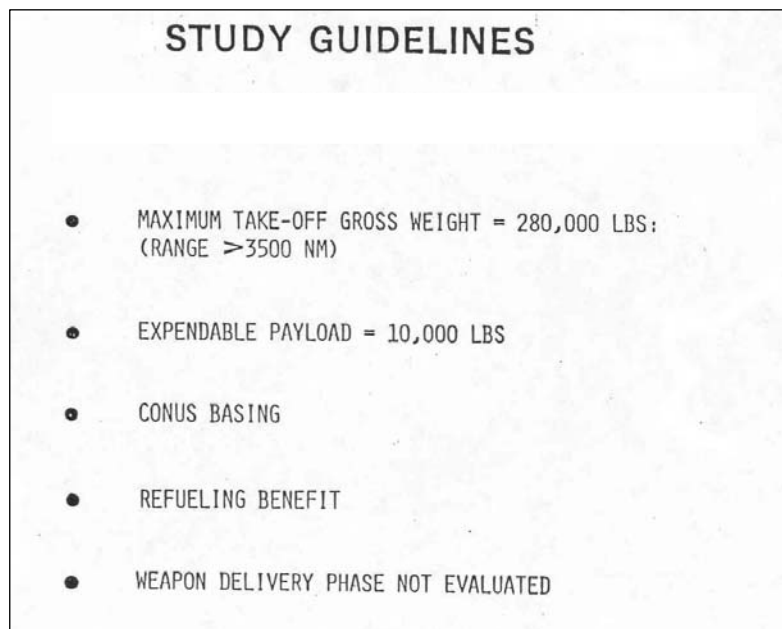 STUDY GUIDELINES
• MAXIMUM TAKE-OFF GROSS WEIGHT = 280,000 LBS:
(RANGE >3500 NM)
• EXPENDABLE PAYLOAD = 10,000 LBS
• CONUS BASING
• REFUELING BENEFIT
• WEAPON DELIVERY PHASE NOT EVALUATED